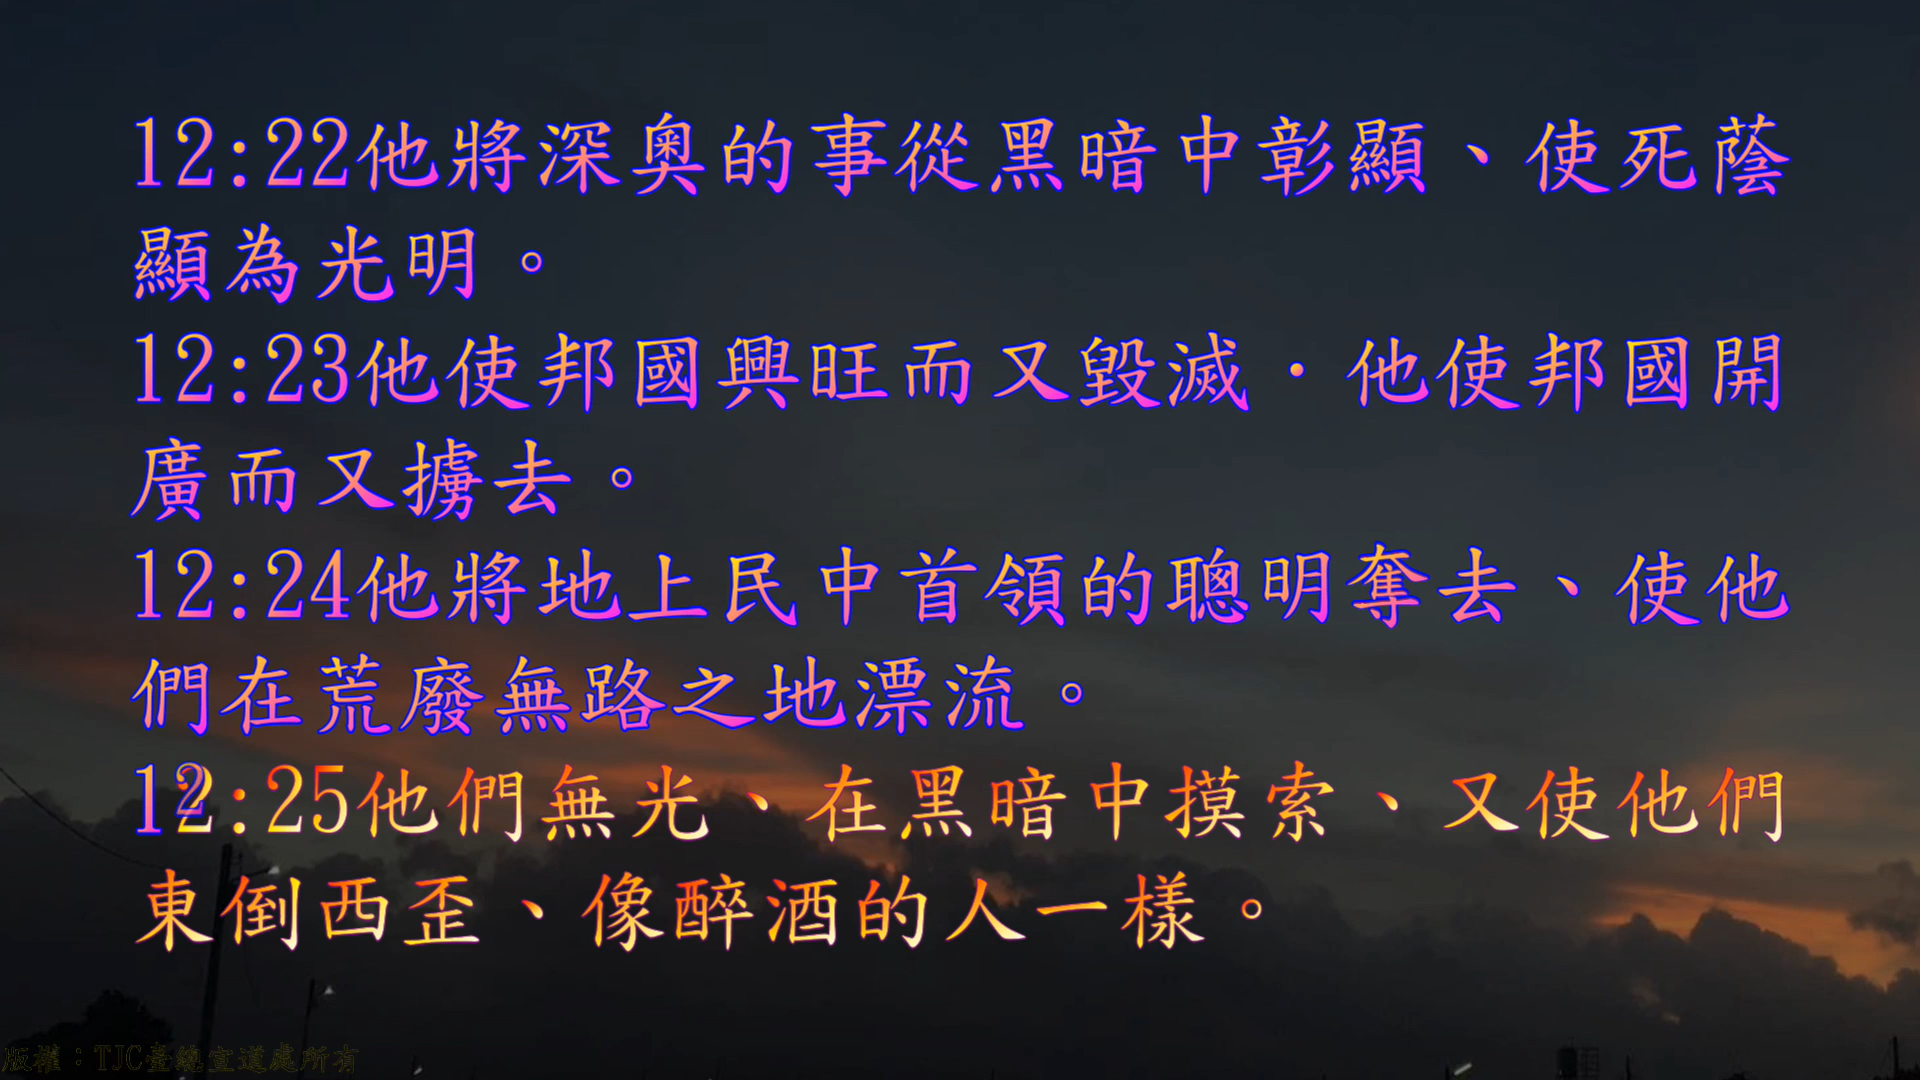 12:22他將深奧的事從黑暗中彰顯、使死蔭
顯為光明。
12:23他使邦國興旺而又毀滅．他使邦國開
廣而又擄去。
12:24他將地上民中首領的聰明奪去、使他
們在荒廢無路之地漂流。
12:25他們無光、在黑暗中摸索、又使他們
東倒西歪、像醉酒的人一樣。
版權：TJC臺總宣道處所有